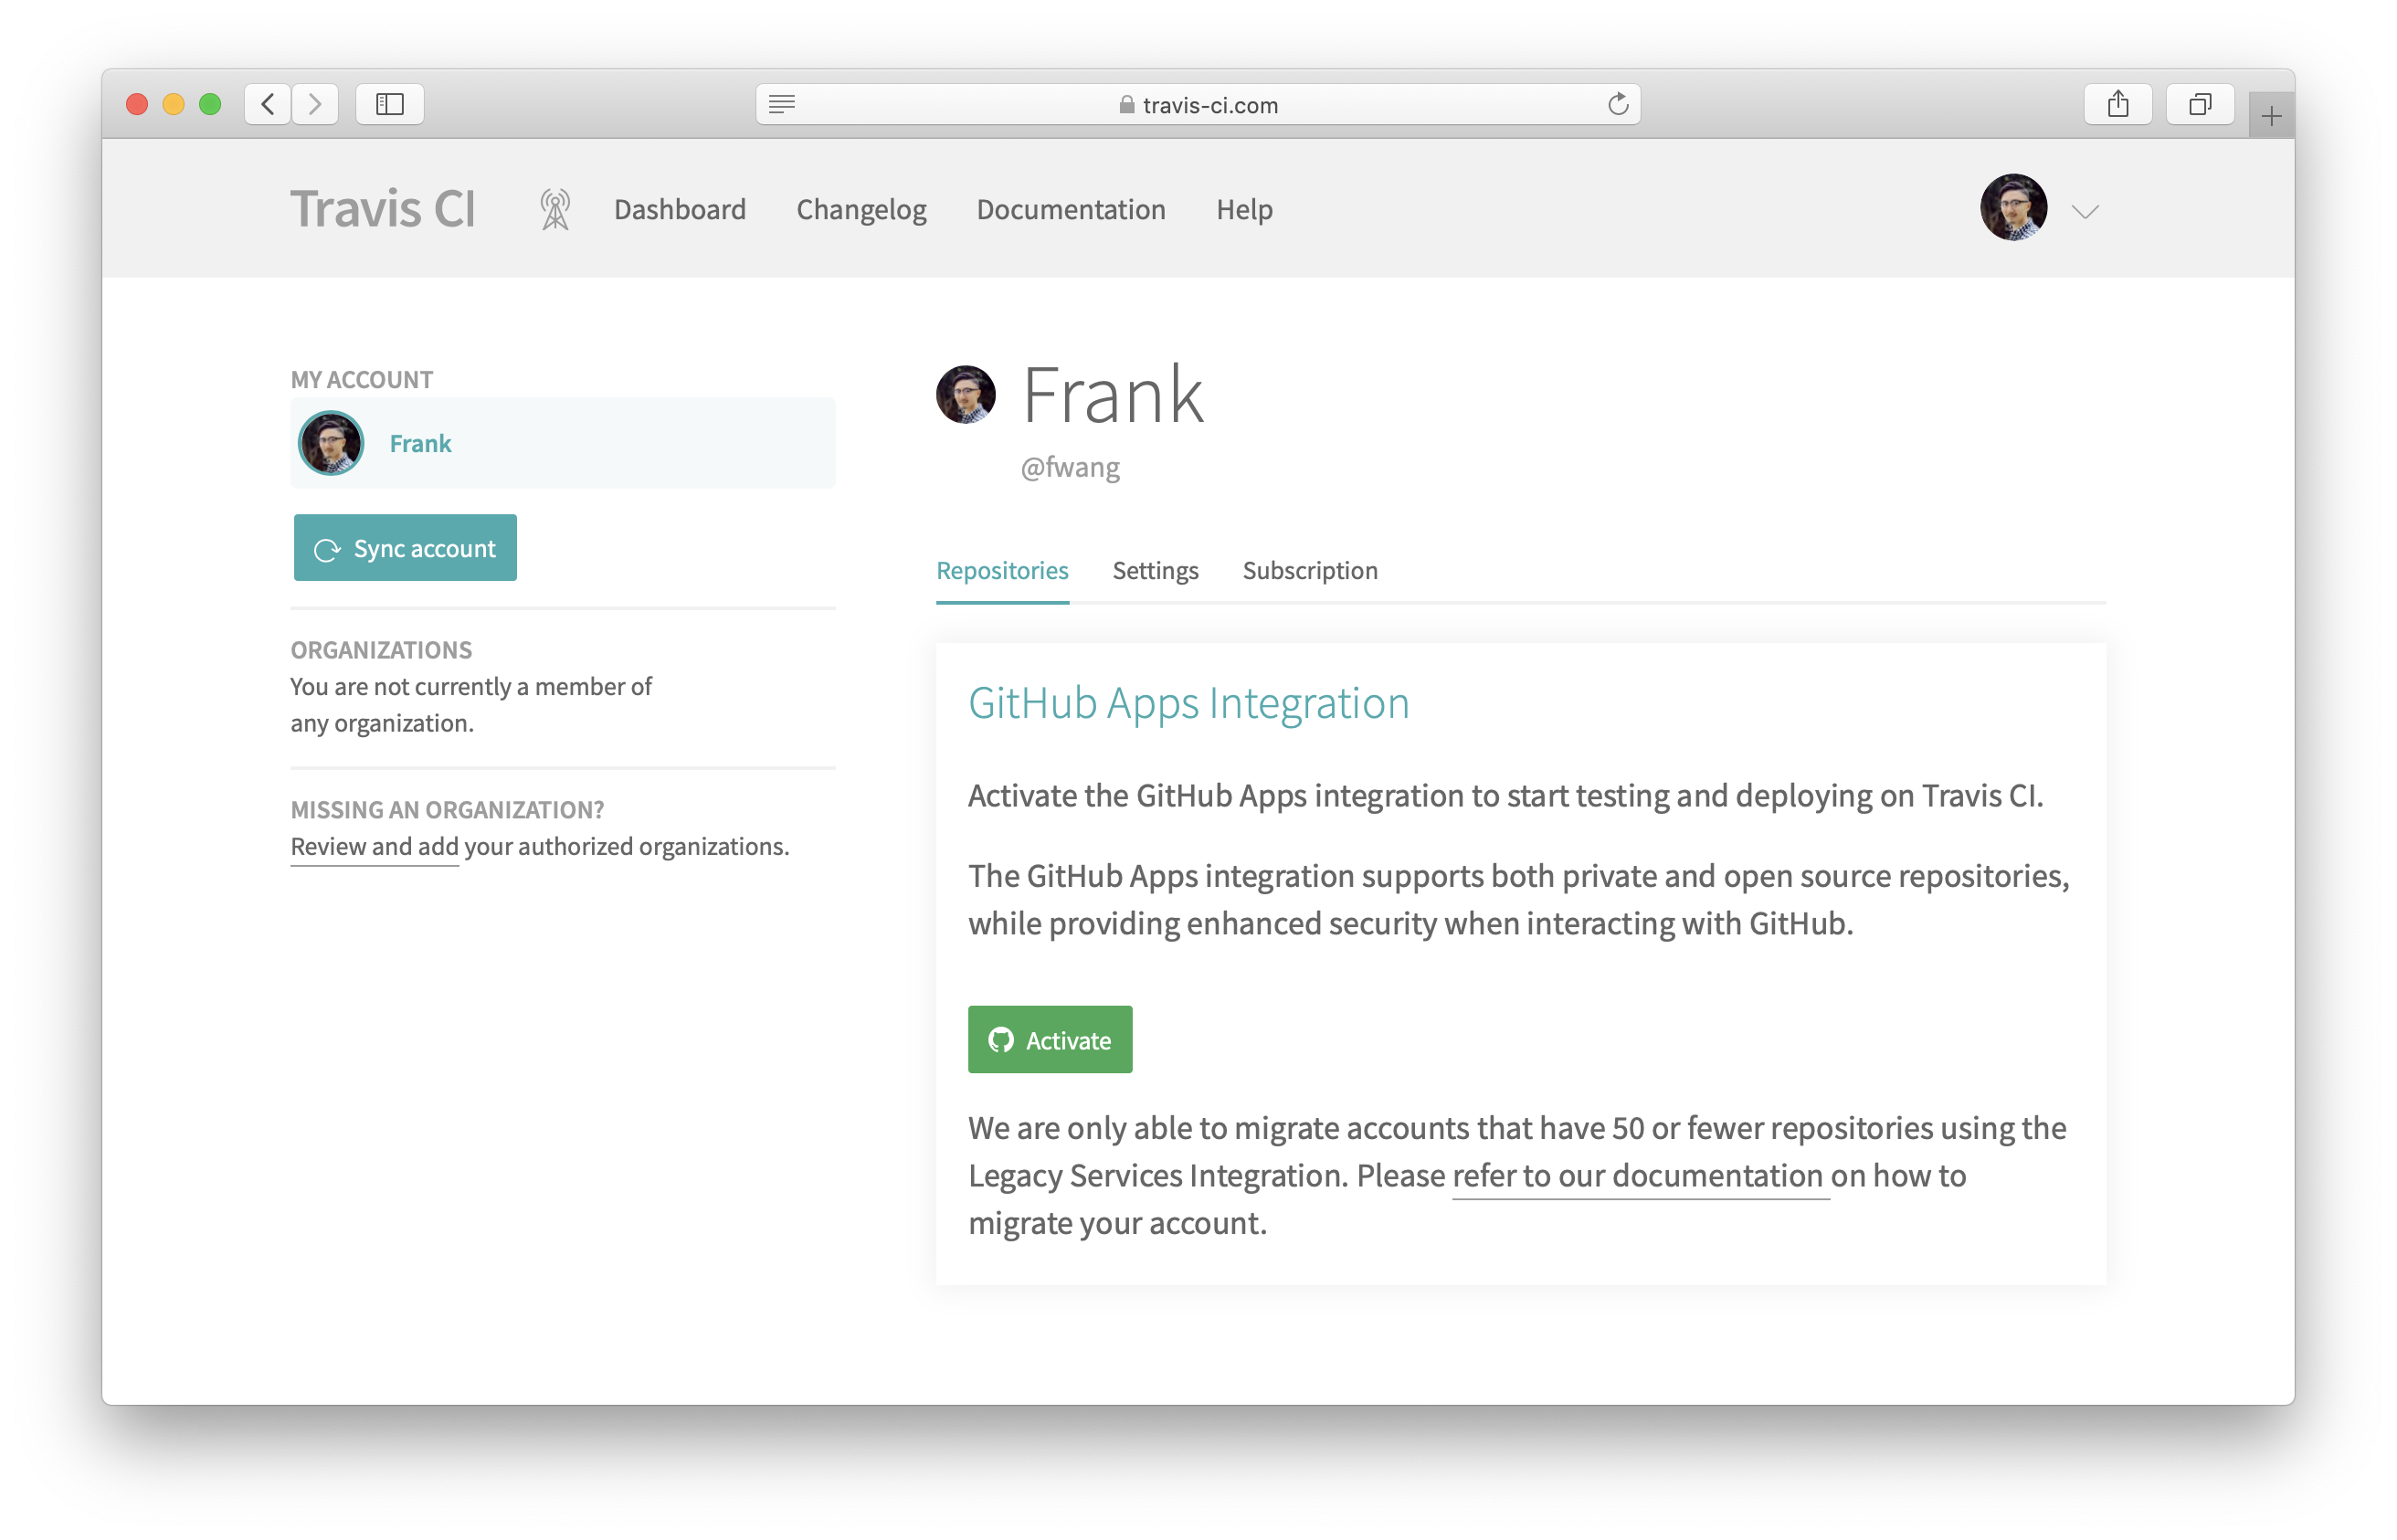 travis-ci.com
Travis CI
Dashboard
Changelog
Documentation
Help
MY ACCOUNT
Frank
Sync account
ORGANIZATIONS
You are not currently a member of
any organization.
MISSING AN ORGANIZATION?
Review and add your authorized organizations.
Frank
@fwang
Repositories
Settings
Subscription
GitHub Apps Integration
Activate the GitHub Apps integration to start testing and deploying on Travis CI.
The GitHub Apps integration supports both private and open source repositories,
while providing enhanced security when interacting with GitHub.
Activate
We are only able to migrate accounts that have 50 or fewer repositories using the
Legacy Services Integration. Please refer to our documentation on how to
migrate your account.